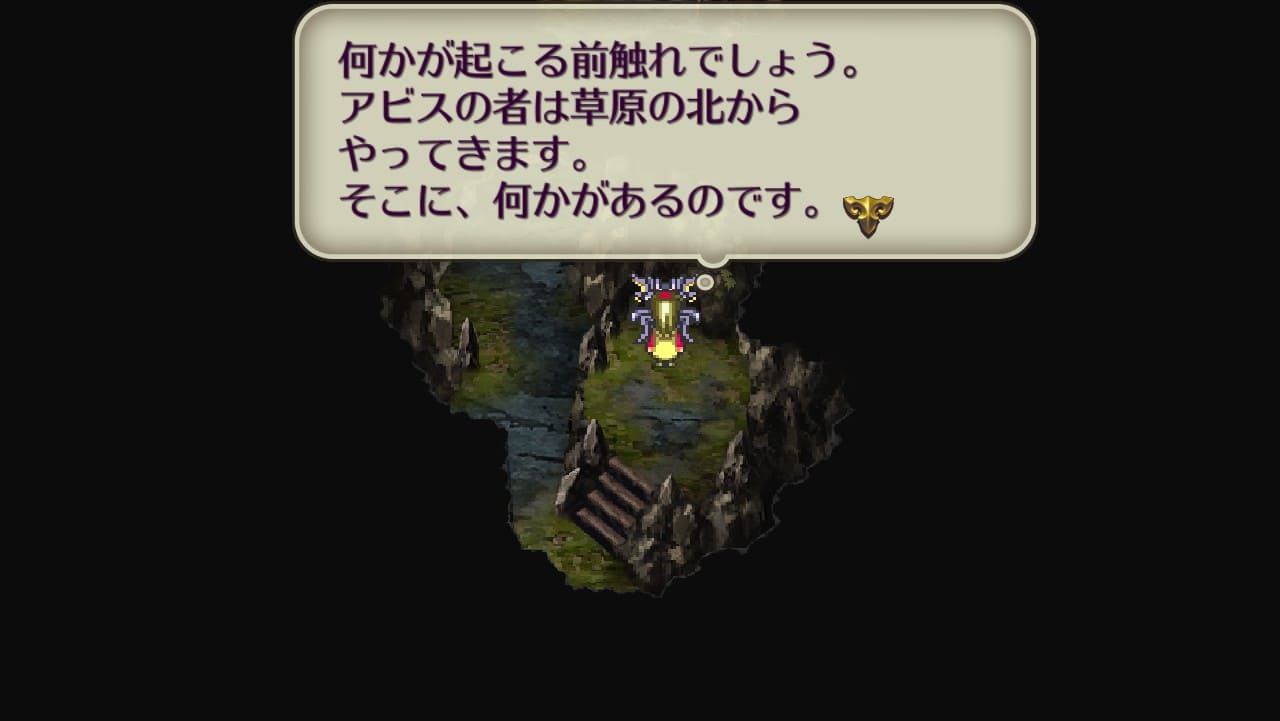 何かが起こる前触れでしょう。
アビスの者は草原の北から
やってきます。
そこに、何かがあるのです。